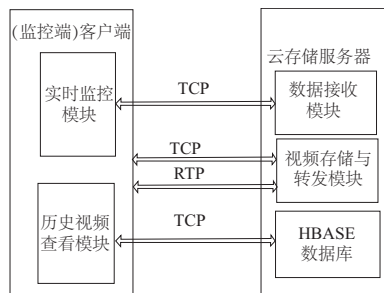 (监控端)客户端
云存储服务器
实时监控
模块
TCP
数据接收
模块
TCP
RTP
视频存储与
转发模块
历史视频
查看模块
TCP
HBASE
数据库